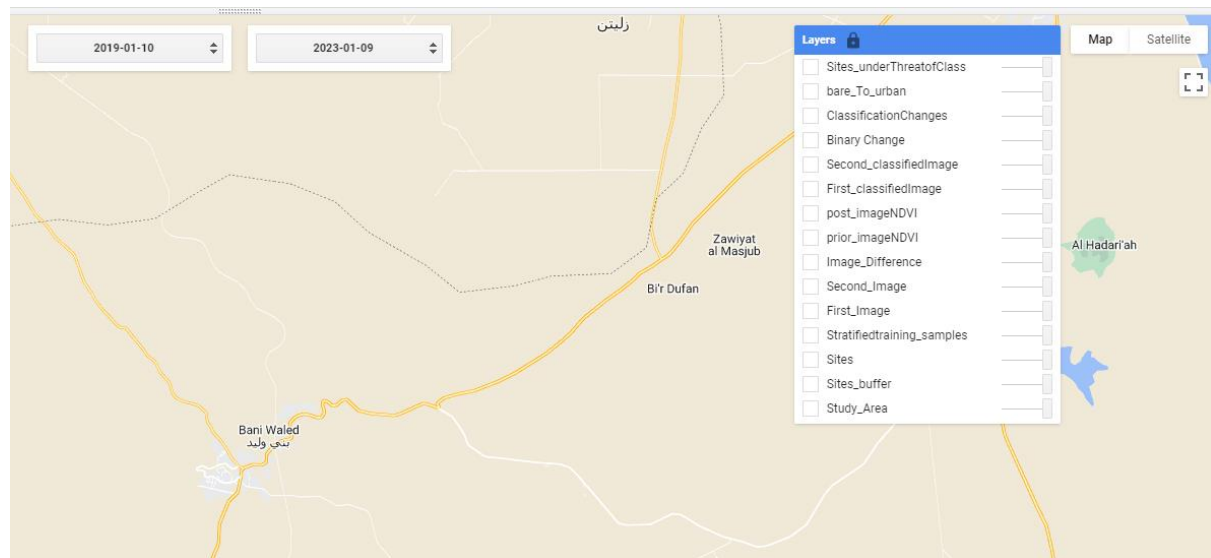 زليتن
2019-01-10
2023-01-09
Layers
Sites_underThreatofClass
bare_To_urban
ClassificationChanges
Binary Change
Second_classifiedImage
First_classifiedImage
post_imageNDVI
prior_imageNDVI
Image_Difference
Second_Image
First_Image
Stratifiedtraining_samples
Sites
Sites_buffer
Study_Area
Map
Satellite
Zawiyat
al Masjub
Al Hadari'ah
Bi'r Dufan
Bani Waled
بني وليد